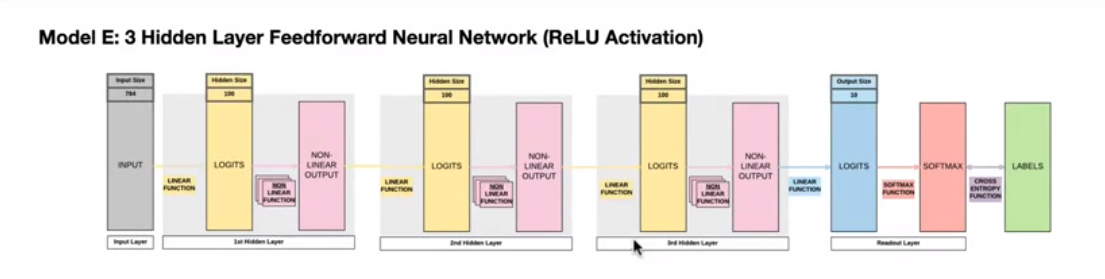 Model E: 3 Hidden Layer Feedforward Neural Network (ReLU Activation)
Input Size
784
INPUT
Input Layer
LINEAR
FUNCTION
Hidden Size
100
LOGITS
NON
LINEAR
FUNCTION
NON-
LINEAR
OUTPUT
1st Hidden Layer
LINEAR
FUNCTION
Hidden Size
100
LOGITS
NON
LINEAR
FUNCTION
NON-
LINEAR
OUTPUT
2nd Hidden Layer
LINEAR
FUNCTION
Hidden Size
100
LOGITS
NON
LINEAR
FUNCTION
NON-
LINEAR
OUTPUT
3rd Hidden Layer
LINEAR
FUNCTION
Output Size
10
LOGITS
SOFTMAX
FUNCTION
SOFTMAX
Readout Layer
CROSS
ENTROPY
FUNCTION
LABELS